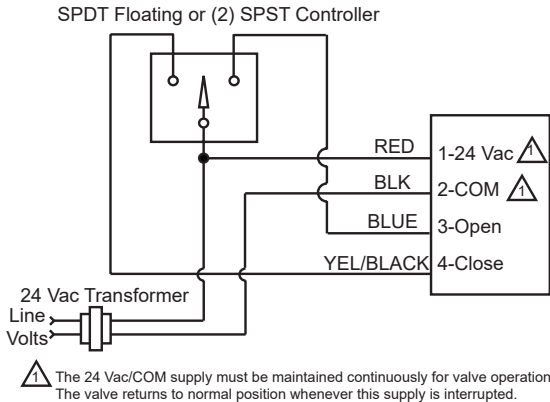 SPDT Floating or (2) SPST Controller
RED
1-24 Vac 1
BLK
2-COM 1
BLUE
3-Open
YEL/BLACK
4-Close
24 Vac Transformer
Line
Volts
1 The 24 Vac/COM supply must be maintained continuously for valve operation
The valve returns to normal position whenever this supply is interrupted.